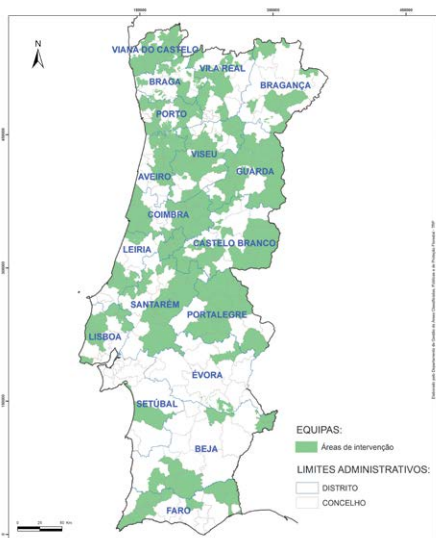 N
VIANA DO CASTELO
VILA REAL
BRAGA
BRAGANÇA
PORTO
VISEU
AVEIRO
GUARDA
COIMBRA
LEIRIA
CASTELO BRANCO
SANTARÉM
PORTALEGRE
LISBOA
ÉVORA
SETÚBAL
BEJA
FARO
EQUIPAS:
Áreas de intervenção
LIMITES ADMINISTRATIVOS:
DISTRITO
CONCELHO